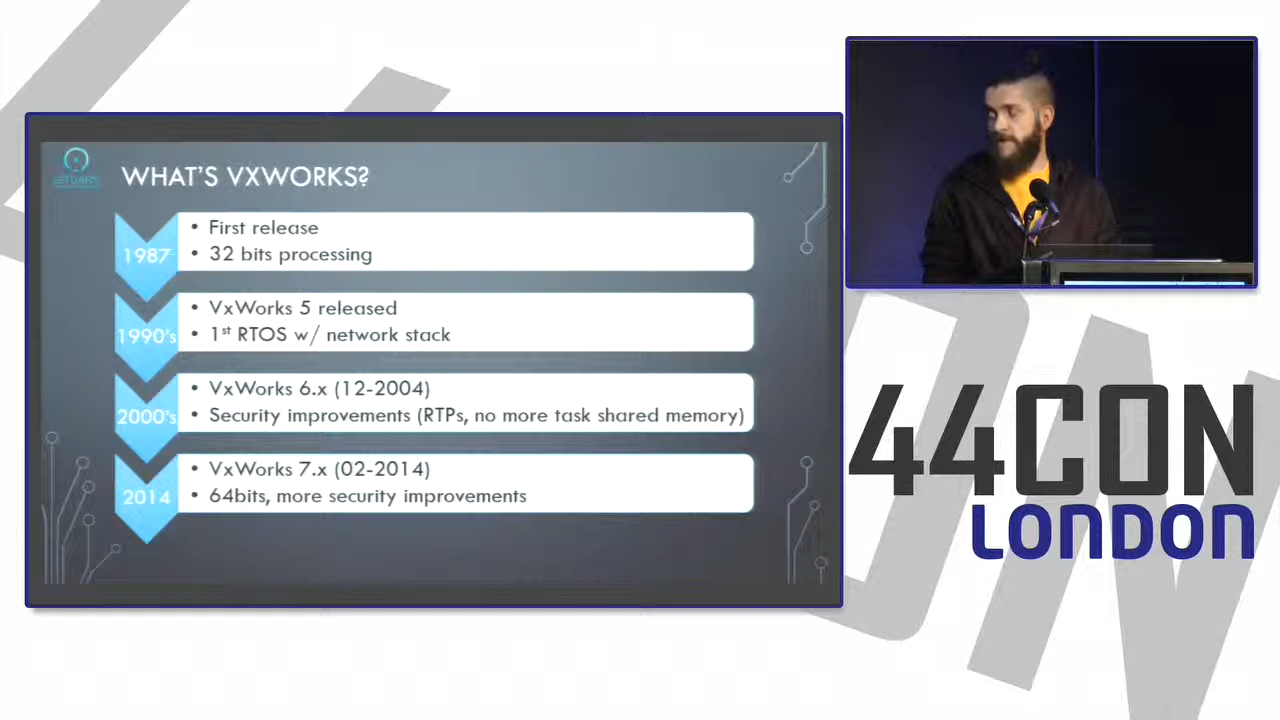 WHAT'S VXWORKS?
1987
• First release
• 32 bits processing
1990's
• VxWorks 5 released
• 1st RTOS w/ network stack
2000's
• VxWorks 6.x (12-2004)
• Security improvements (RTPs, no more task shared memory)
2014
• VxWorks 7.x (02-2014)
• 64bits, more security improvements
44CON
LONDON